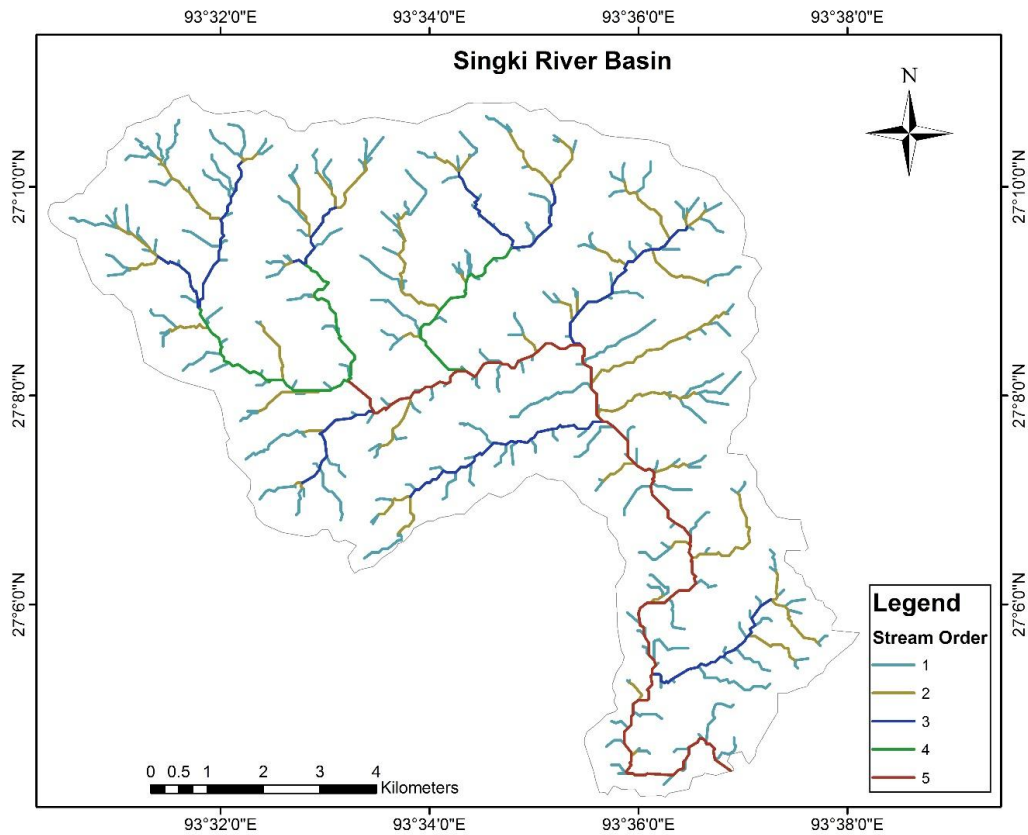 93°32'0"E 93°34'0"E 93°36'0"E 93°38'0"E
Singki River Basin
N
27°10'0"N 27°10'0"N
27°8'0"N 27°8'0"N
27°6'0"N 27°6'0"N
Legend
Stream Order
1
2
3
4
5
0 0.5 1 2 3 4
Kilometers
93°32'0"E 93°34'0"E 93°36'0"E 93°38'0"E